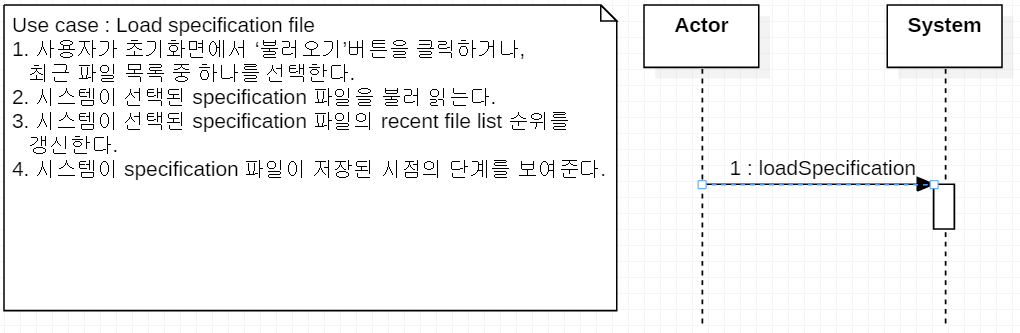 Use case : Load specification file
1. 사용자가 초기화면에서 ‘불러오기’버튼을 클릭하거나,
최근 파일 목록 중 하나를 선택한다.
2. 시스템이 선택된 specification 파일을 불러 읽는다.
3. 시스템이 선택된 specification 파일의 recent file list 순위를
갱신한다.
4. 시스템이 specification 파일이 저장된 시점의 단계를 보여준다.
Actor
System
1 : loadSpecification